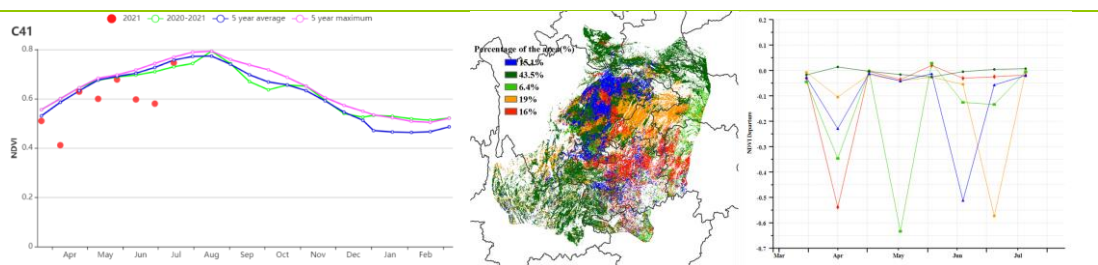 C41
2021 2020-2021 5 year average 5 year maximum
NDVI
0.8
0.6
0.4
0.2
0
Apr May Jun Jul Aug Sep Oct Nov Dec Jan Feb
Percentage of the area(%)
15.1%
43.5%
6.4%
19%
16%
NDVI Departure
0.2
0.1
0.0
-0.1
-0.2
-0.3
-0.4
-0.5
-0.6
-0.7
Mar Apr May Jun Jul